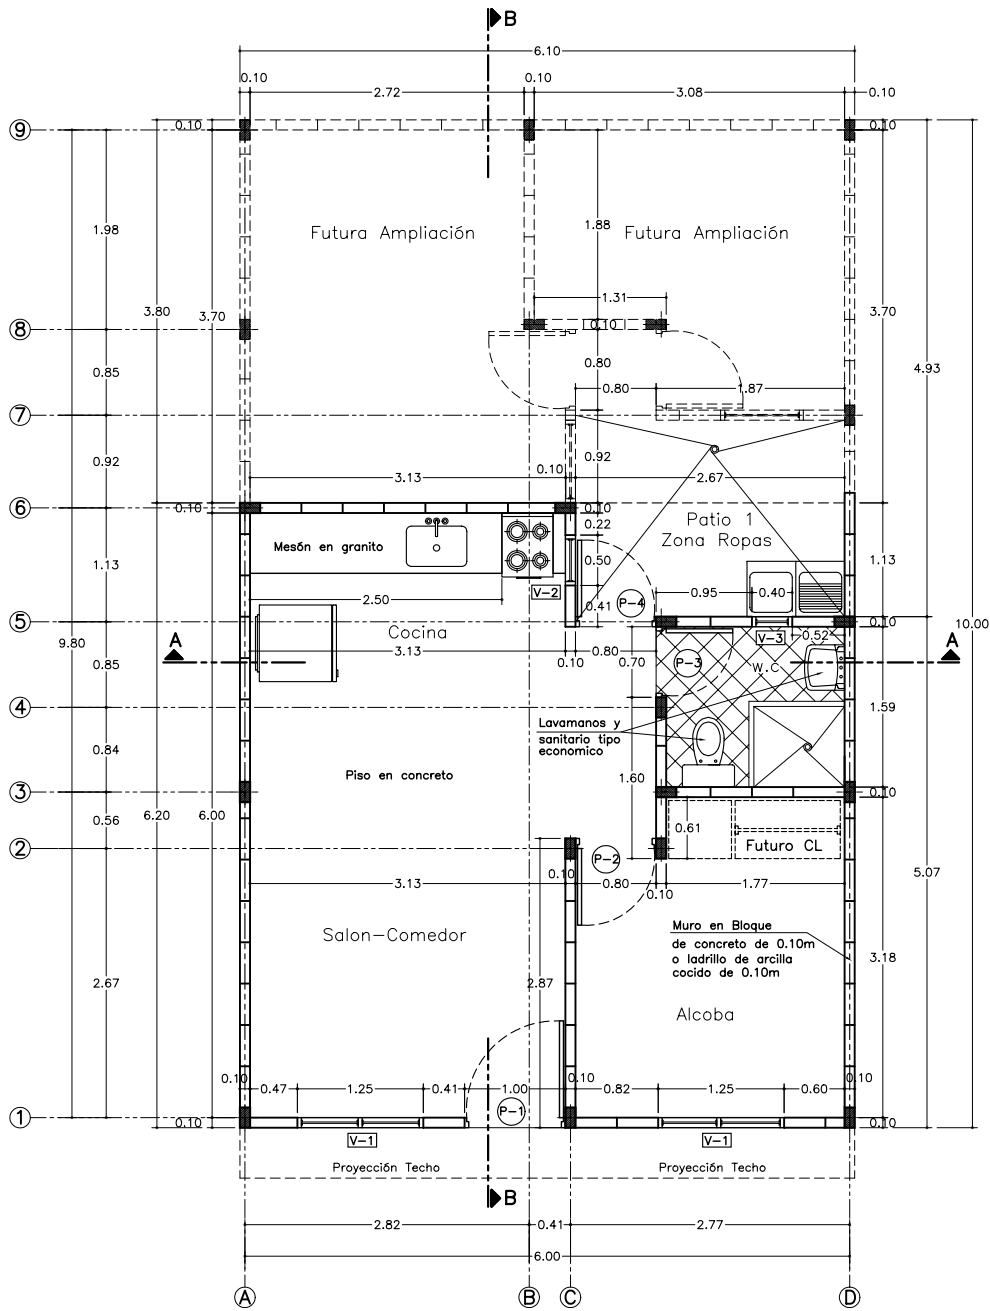 B
6.10
0.10
0.10
2.72
3.08
0.10
9
0.10
0.10
1.98
1.88
Futura Ampliación
Futura Ampliación
1.31
3.80
3.70
3.70
8
0.10
0.85
0.80
4.93
0.80
1.87
7
0.92
0.92
0.10
3.13
2.67
6
0.10
0.10
0.22
Patio 1
Zona Ropas
Mesón en granito
1.13
0.50
1.13
V-2
0.95
0.40
2.50
0.41
P-4
5
Cocina
0.10
10.00
A
9.80
3.13
0.10
0.80
V-3
0.52
A
0.85
0.70
P-3
W.C
4
1.59
Lavamanos y
sanitario tipo
economico
0.84
Piso en concreto
1.60
3
0.10
0.56
6.20
6.00
0.61
Futuro CL
2
P-2
5.07
3.13
0.10
0.80
0.10
1.77
Salon-Comedor
Muro en Bloque
de concreto de 0.10m
o ladrillo de arcilla
cocido de 0.10m
3.18
2.67
2.87
Alcoba
0.10
0.47
1.25
0.41
1.00
0.10
0.82
1.25
0.60
0.10
P-1
1
0.10
0.10
V-1
V-1
Proyección Techo
Proyección Techo
B
2.82
0.41
2.77
6.00
A
B
C
D